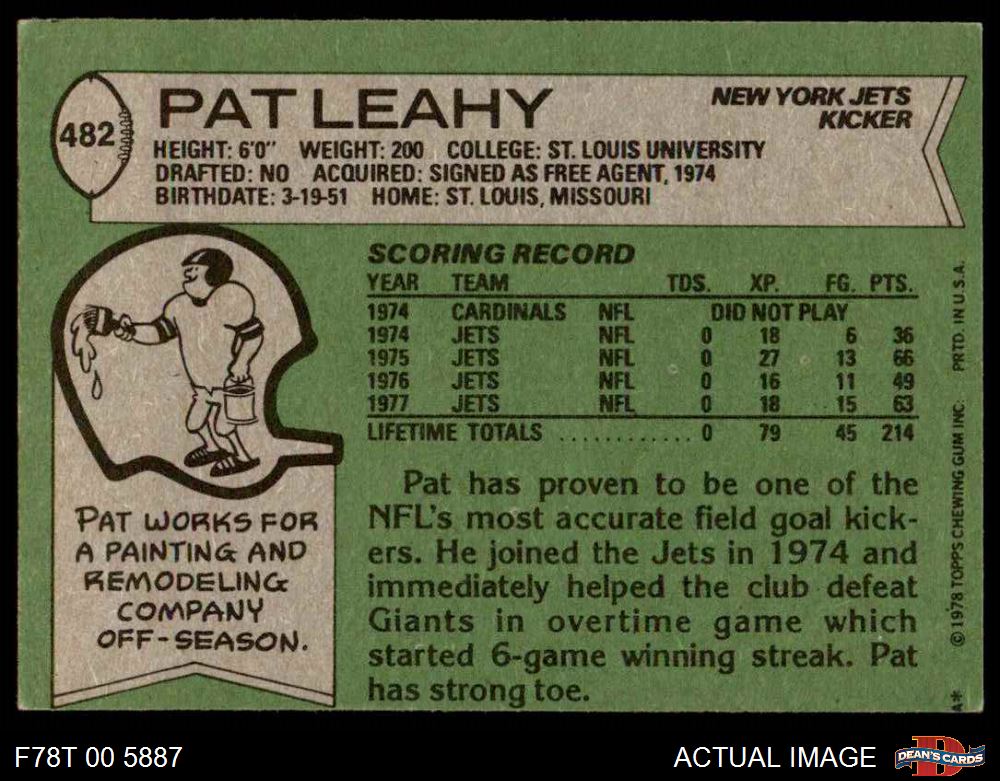 482
PAT LEAHY
NEW YORK JETS
KICKER
HEIGHT: 6'0" WEIGHT: 200 COLLEGE: ST. LOUIS UNIVERSITY
DRAFTED: NO ACQUIRED: SIGNED AS FREE AGENT, 1974
BIRTHDATE: 3-19-51 HOME: ST. LOUIS, MISSOURI
SCORING RECORD
YEAR TEAM TDS. XP. FG. PTS.
1974 CARDINALS NFL DID NOT PLAY
1974 JETS NFL 0 18 6 36
1975 JETS NFL 0 27 13 66
1976 JETS NFL 0 16 11 49
1977 JETS NFL 0 18 15 63
LIFETIME TOTALS ............ 0 79 45 214
PAT WORKS FOR
A PAINTING AND
REMODELING
COMPANY
OFF-SEASON.
Pat has proven to be one of the
NFL's most accurate field goal kick-
ers. He joined the Jets in 1974 and
immediately helped the club defeat
Giants in overtime game which
started 6-game winning streak. Pat
has strong toe.
A* © 1978 TOPPS CHEWING GUM INC. PRTD. IN U.S.A.
F78T 00 5887
ACTUAL IMAGE
D
DEAN'S CARDS